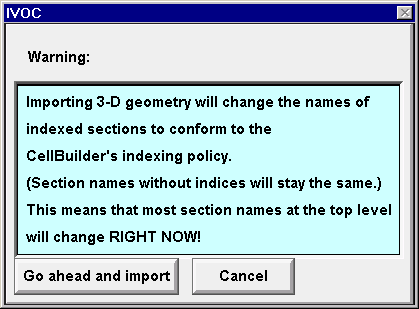 IVOC
Warning:
Importing 3-D geometry will change the names of
indexed sections to conform to the
CellBuilder's indexing policy.
(Section names without indices will stay the same.)
This means that most section names at the top level
will change RIGHT NOW!
Go ahead and import
Cancel